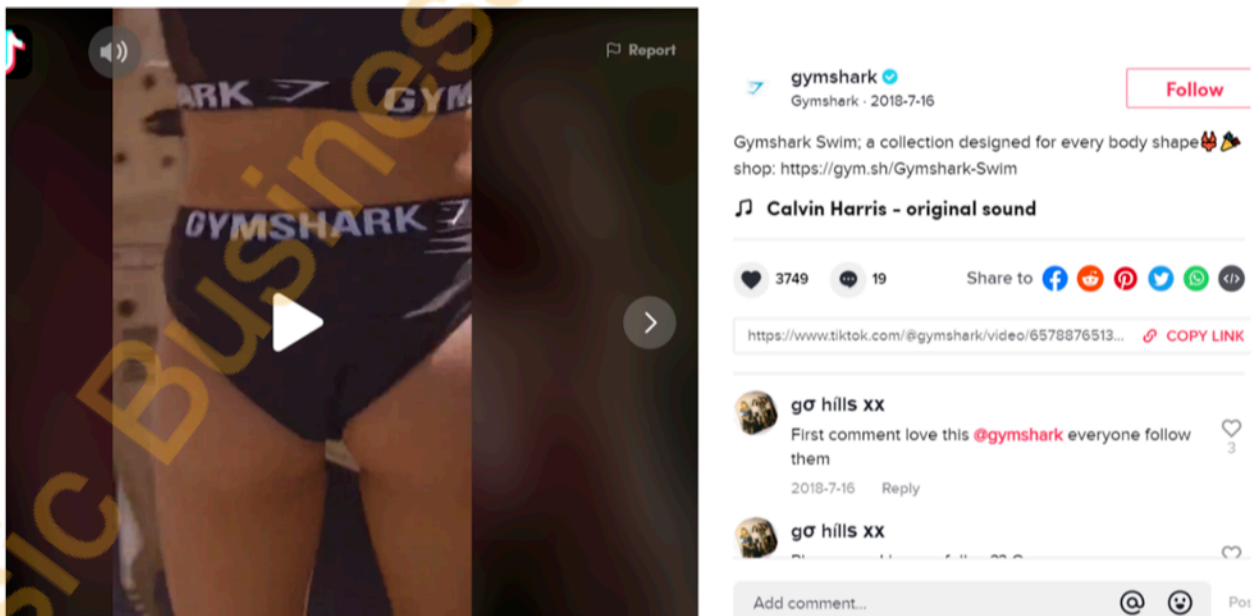 Report
ARK GYM
GYMSHARK
sic Business
gymshark
Gymshark · 2018-7-16
Follow
Gymshark Swim; a collection designed for every body shape
shop: https://gym.sh/Gymshark-Swim
Calvin Harris - original sound
3749
19
Share to
https://www.tiktok.com/@gymshark/video/6578876513...
COPY LINK
gσ hílls xx
First comment love this @gymshark everyone follow
them
3
2018-7-16 Reply
gσ hílls xx
Add comment...